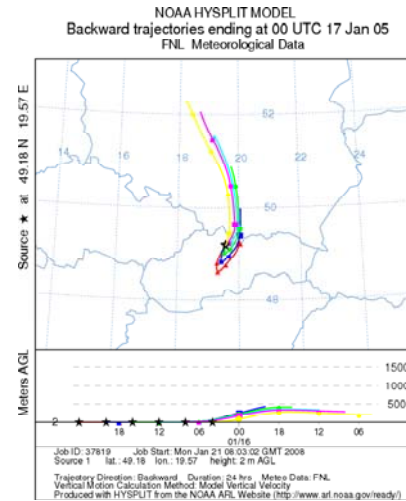 NOAA HYSPLIT MODEL
Backward trajectories ending at 00 UTC 17 Jan 05
FNL Meteorological Data
Source ★ at 49.18 N 19.57 E
14
16
18
20
22
24
52
50
48
Meters AGL
2
1500
1000
500
18 12 06 00 18 12 06
01/16
Job ID: 37819 Job Start: Mon Jan 21 08:03:02 GMT 2008
Source 1 lat.: 49.18 lon.: 19.57 height: 2 m AGL
Trajectory Direction: Backward Duration: 24 hrs Meteo Data: FNL
Vertical Motion Calculation Method: Model Vertical Velocity
Produced with HYSPLIT from the NOAA ARL Website (http://www.arl.noaa.gov/ready/)